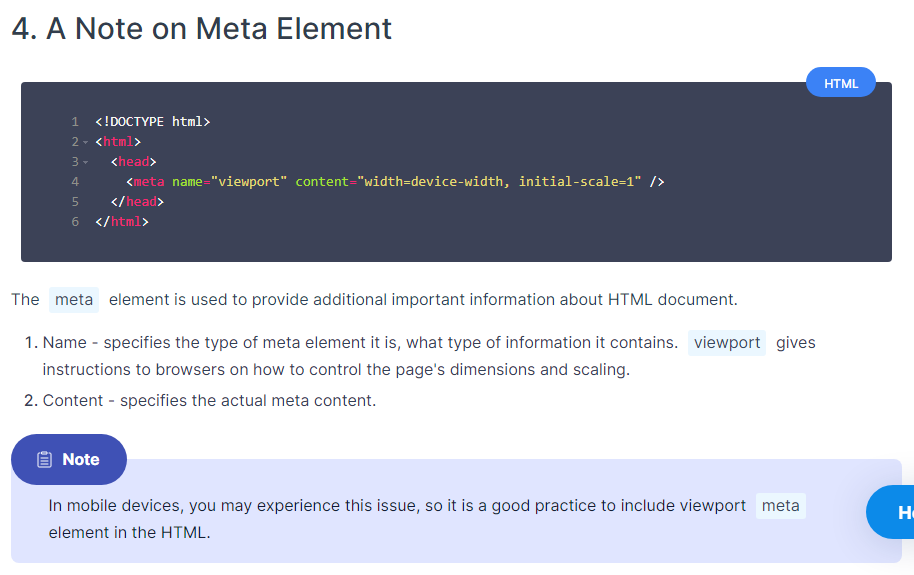 4. A Note on Meta Element
HTML
1 <!DOCTYPE html>
2 <html>
3 <head>
4 <meta name="viewport" content="width=device-width, initial-scale=1" />
5 </head>
6 </html>
The meta element is used to provide additional important information about HTML document.
1. Name - specifies the type of meta element it is, what type of information it contains. viewport gives
instructions to browsers on how to control the page's dimensions and scaling.
2. Content - specifies the actual meta content.
Note
In mobile devices, you may experience this issue, so it is a good practice to include viewport meta
element in the HTML.